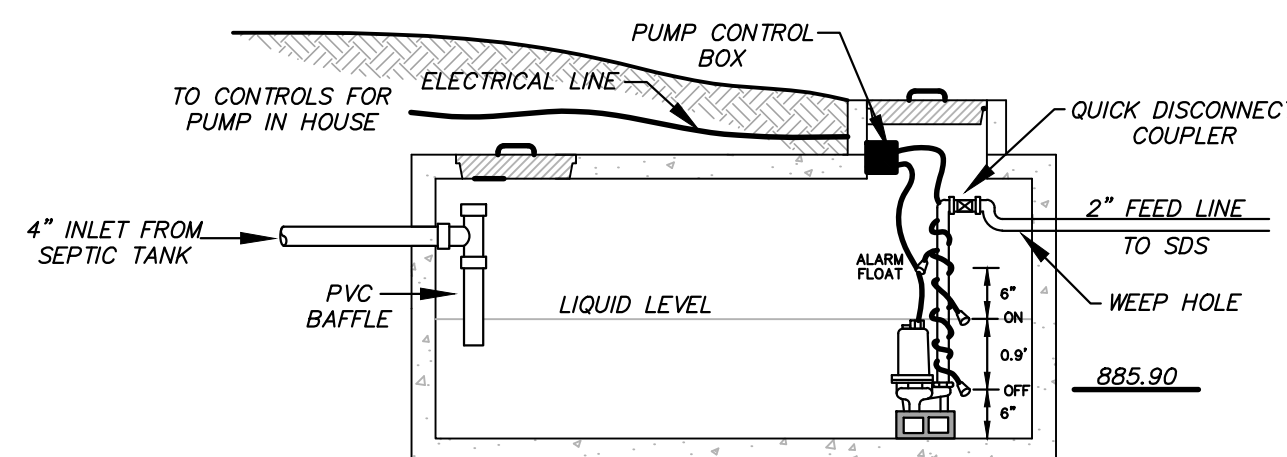 PUMP CONTROL
BOX
ELECTRICAL LINE
TO CONTROLS FOR
PUMP IN HOUSE
QUICK DISCONNECT
COUPLER
4" INLET FROM
SEPTIC TANK
2" FEED LINE
TO SDS
ALARM
FLOAT
PVC
BAFFLE
LIQUID LEVEL
6"
WEEP HOLE
ON
0.9'
885.90
OFF
6"